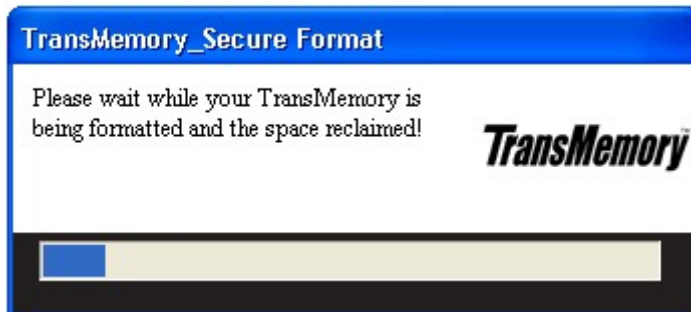 TransMemory_Secure Format
Please wait while your TransMemory is
being formatted and the space reclaimed!
TransMemory